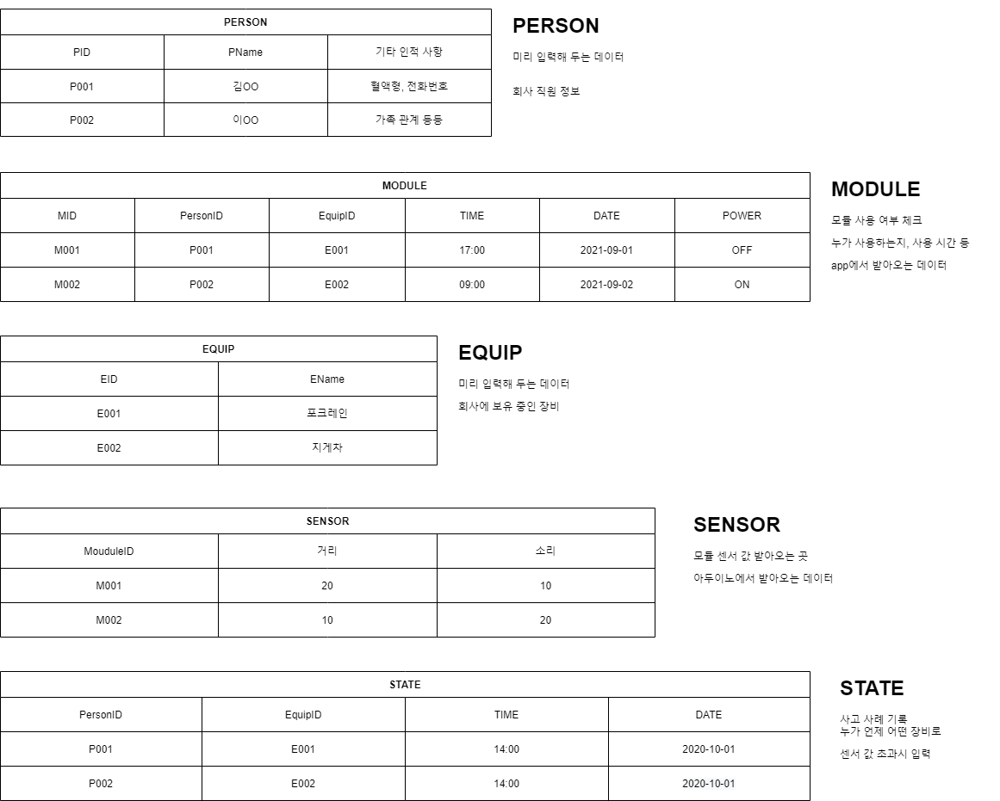 PERSON
PID PName 기타 인적 사항
P001 김OO 혈액형, 전화번호
P002 이OO 가족 관계 등등
PERSON
미리 입력해 두는 데이터
회사 직원 정보
MODULE
MID PersonID EquipID TIME DATE POWER
M001 P001 E001 17:00 2021-09-01 OFF
M002 P002 E002 09:00 2021-09-02 ON
MODULE
모듈 사용 여부 체크
누가 사용하는지, 사용 시간 등
app에서 받아오는 데이터
EQUIP
EID EName
E001 포크레인
E002 지게차
EQUIP
미리 입력해 두는 데이터
회사에 보유 중인 장비
SENSOR
MouduleID 거리 소리
M001 20 10
M002 10 20
SENSOR
모듈 센서 값 받아오는 곳
아두이노에서 받아오는 데이터
STATE
PersonID EquipID TIME DATE
P001 E001 14:00 2020-10-01
P002 E002 14:00 2020-10-01
STATE
사고 사례 기록
누가 언제 어떤 장비로
센서 값 초과시 입력